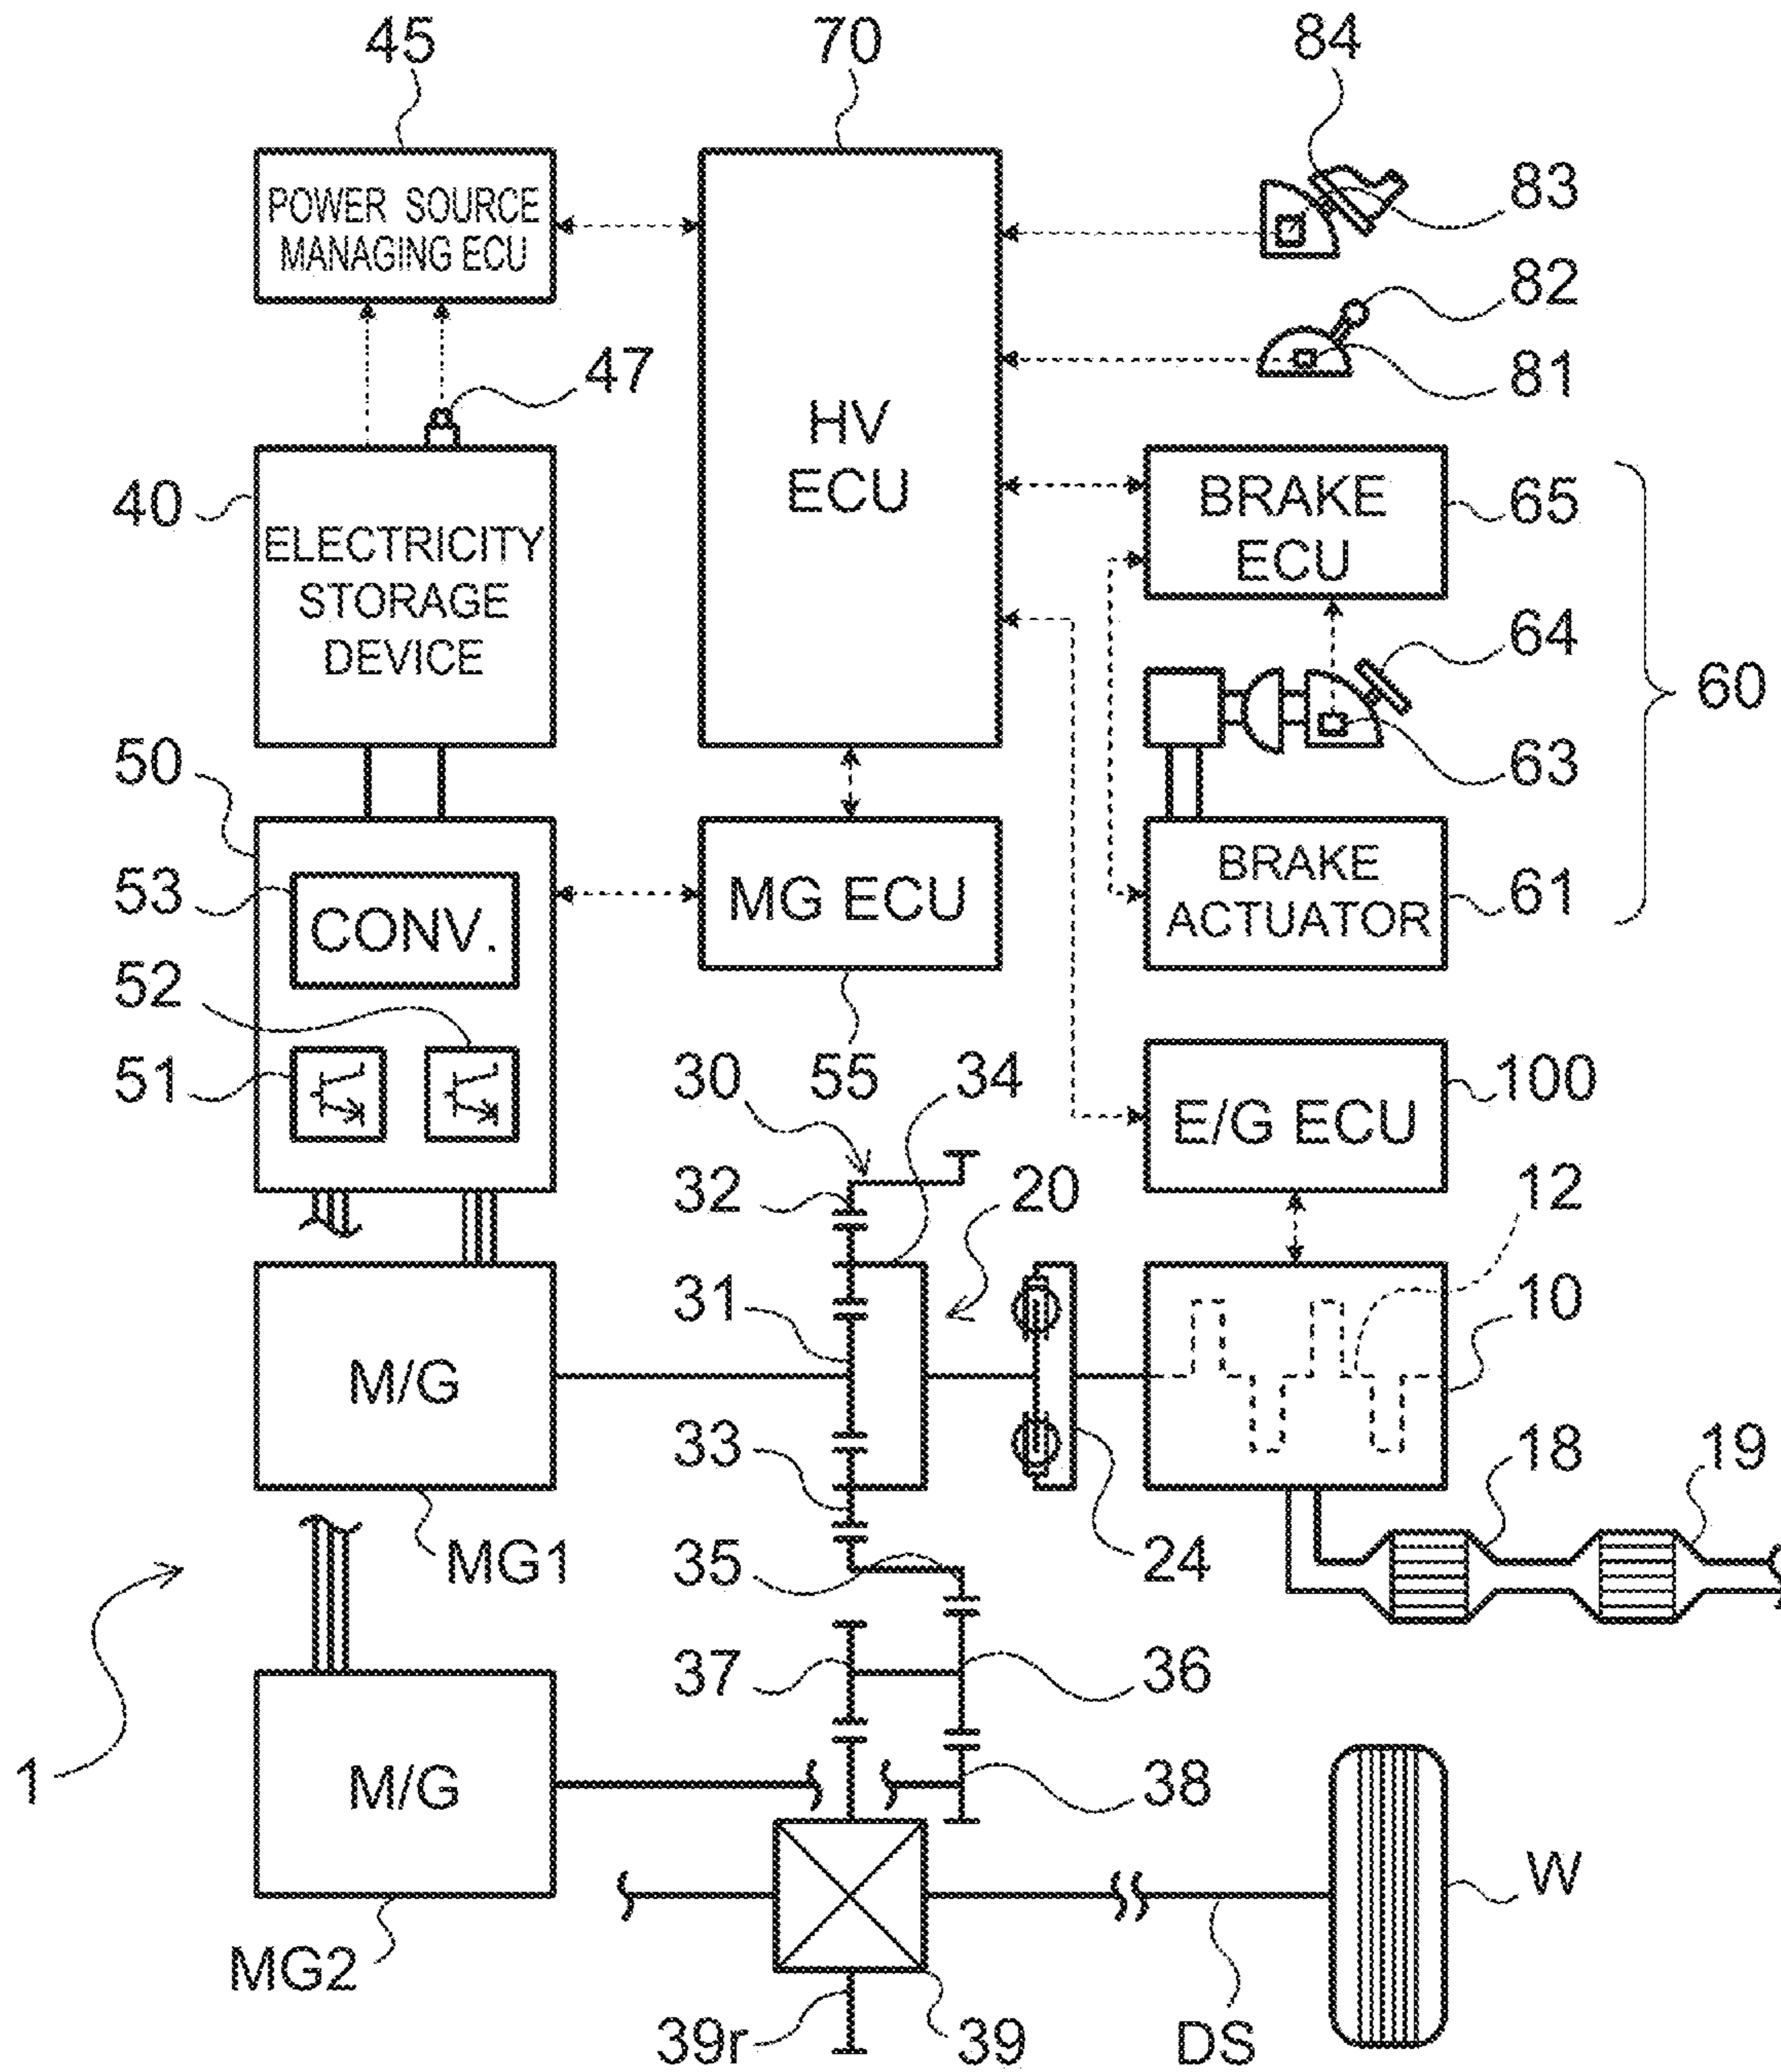 45
70
84
POWER SOURCE
MANAGING ECU
83
82
81
47
HV
ECU
40
ELECTRICITY
STORAGE
DEVICE
BRAKE
ECU
65
64
60
63
50
53
CONV.
MG ECU
BRAKE
ACTUATOR
61
52
51
55
30
34
E/G ECU
100
32
20
12
31
10
M/G
33
18
19
MG1
35
24
37
36
1
M/G
38
W
MG2
39r
39
DS